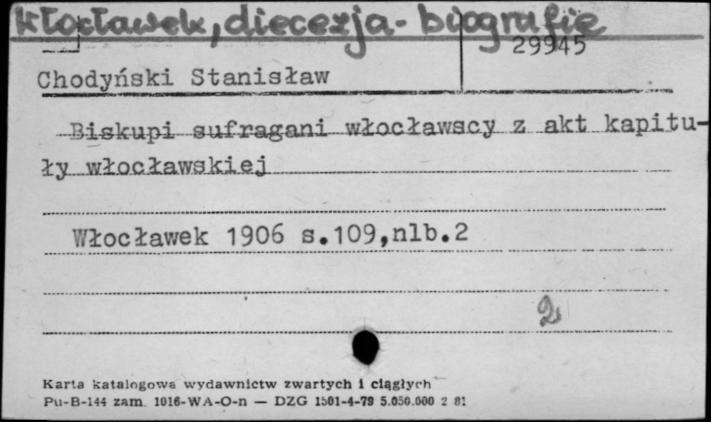 Włocławek, diecezja - biografie
29945
Chodyński Stanisław
Biskupi sufragani włocławscy z akt kapitu-
ły włocławskiej
Włocławek 1906 s.109,nlb.2
Karta katalogowa wydawnictw zwartych i ciągłych
Pu-B-144 zam. 1016-WA-O-n — DZG 1501-4-79 5.050.000 2 81